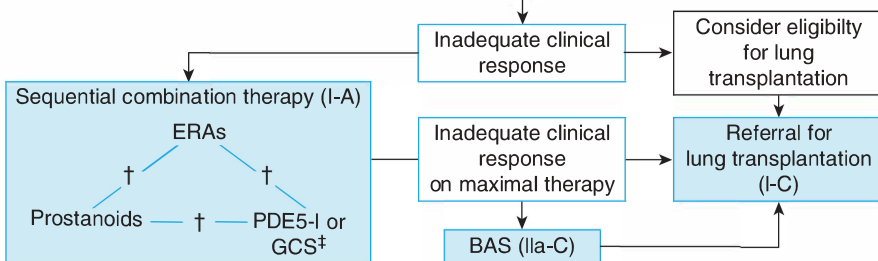 Inadequate clinical
response
Consider eligibilty
for lung
transplantation
Sequential combination therapy (I-A)
ERAs
†
†
Prostanoids
†
PDE5-I or
GCS‡
Inadequate clinical
response
on maximal therapy
Referral for
lung transplantation
(I-C)
BAS (IIa-C)